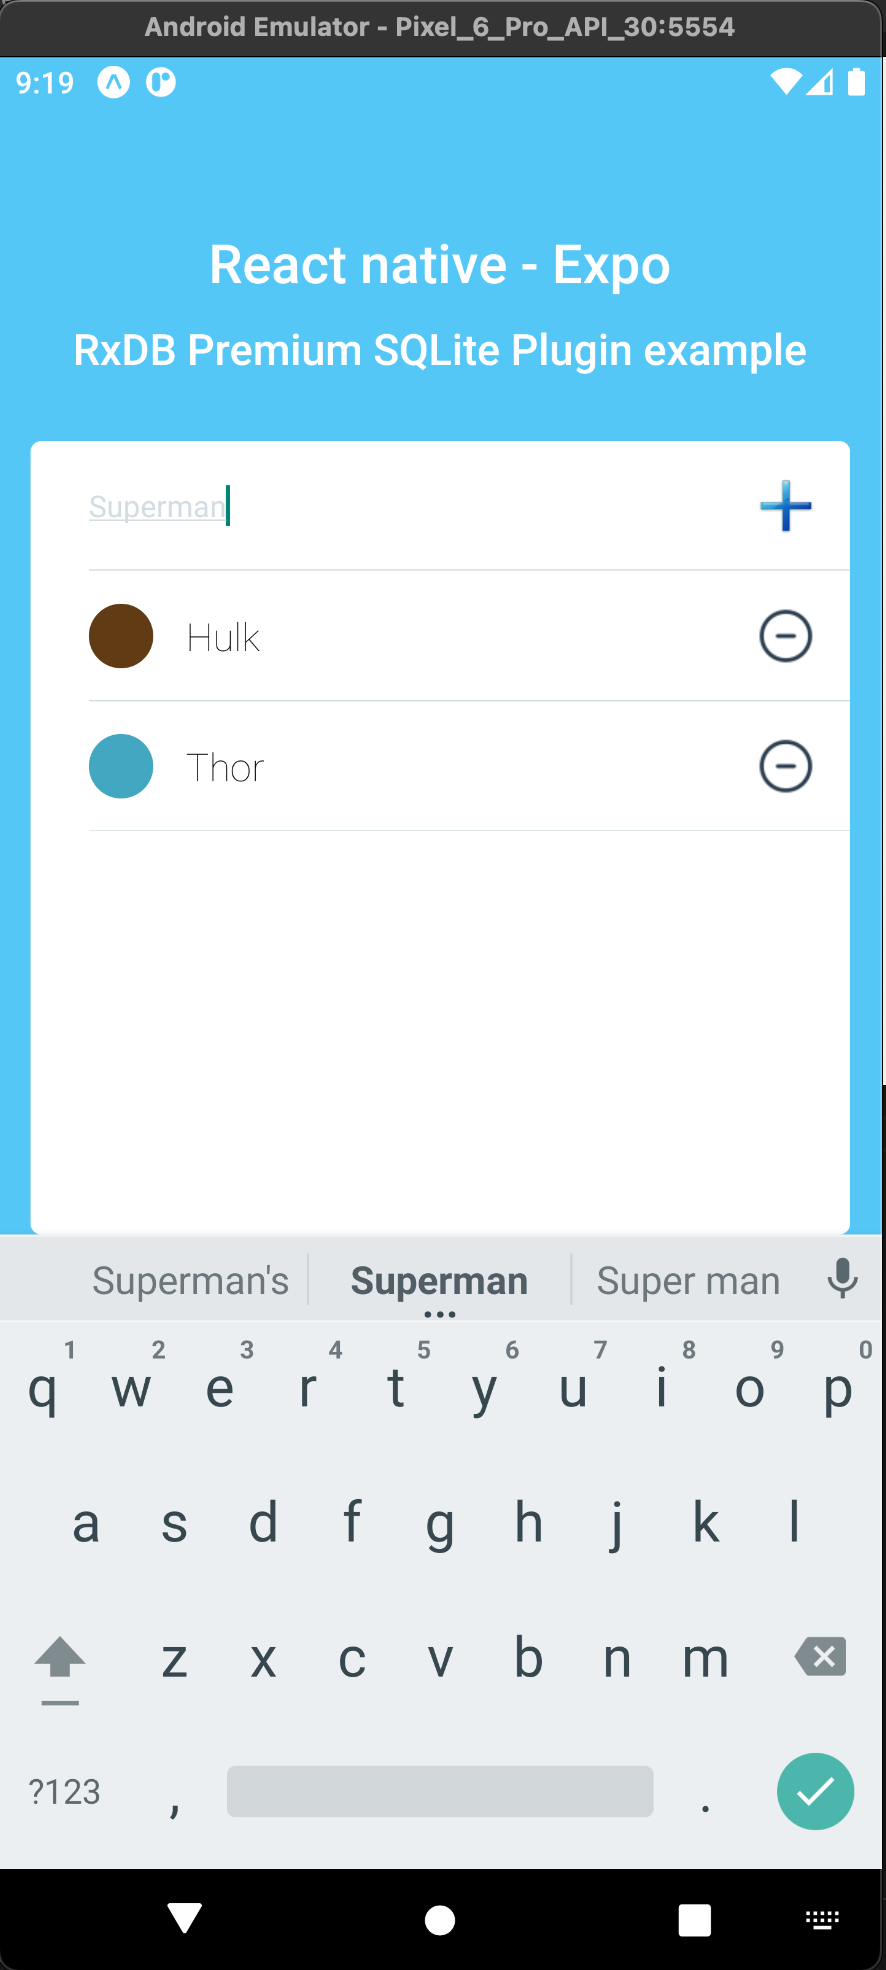 Android Emulator - Pixel_6_Pro_API_30:5554
9:19
React native - Expo
RxDB Premium SQLite Plugin example
Superman
Hulk
Thor
Superman's Superman Super man
1 2 3 4 5 6 7 8 9 0
q w e r t y u i o p
a s d f g h j k l
z x c v b n m
?123 , .